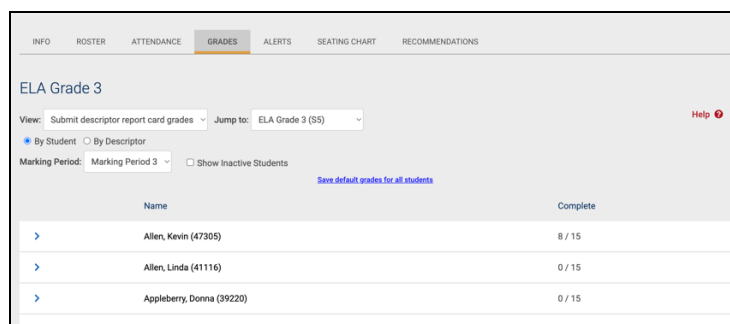 INFO ROSTER ATTENDANCE GRADES ALERTS SEATING CHART RECOMMENDATIONS
ELA Grade 3
View: Submit descriptor report card grades Jump to: ELA Grade 3 (S5) Help
By Student By Descriptor
Marking Period: Marking Period 3 Show Inactive Students
Save default grades for all students
Name Complete
Allen, Kevin (47305) 8 / 15
Allen, Linda (41116) 0 / 15
Appleberry, Donna (39220) 0 / 15